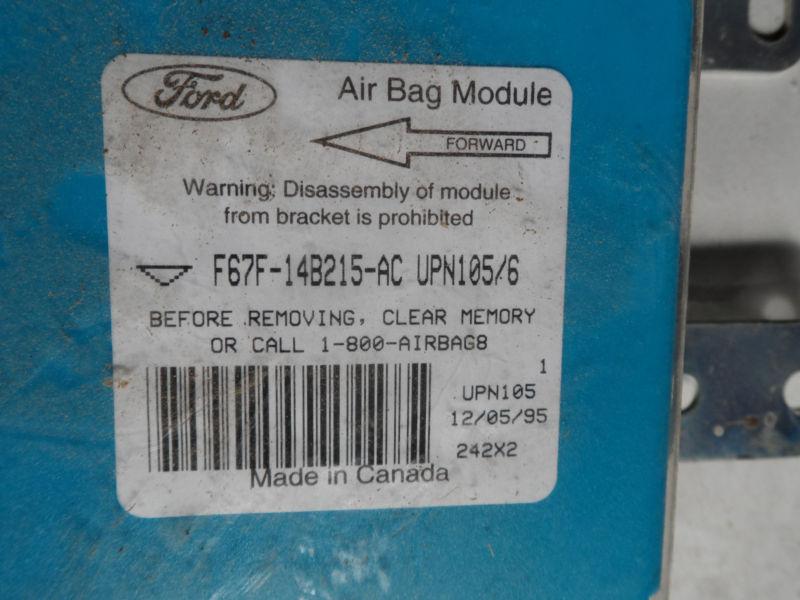 Ford
Air Bag Module
FORWARD
Warning: Disassembly of module
from bracket is prohibited
F67F-14B215-AC UPN105/6
BEFORE REMOVING, CLEAR MEMORY
OR CALL 1-800-AIRBAG8
1
UPN105
12/05/95
242X2
Made in Canada